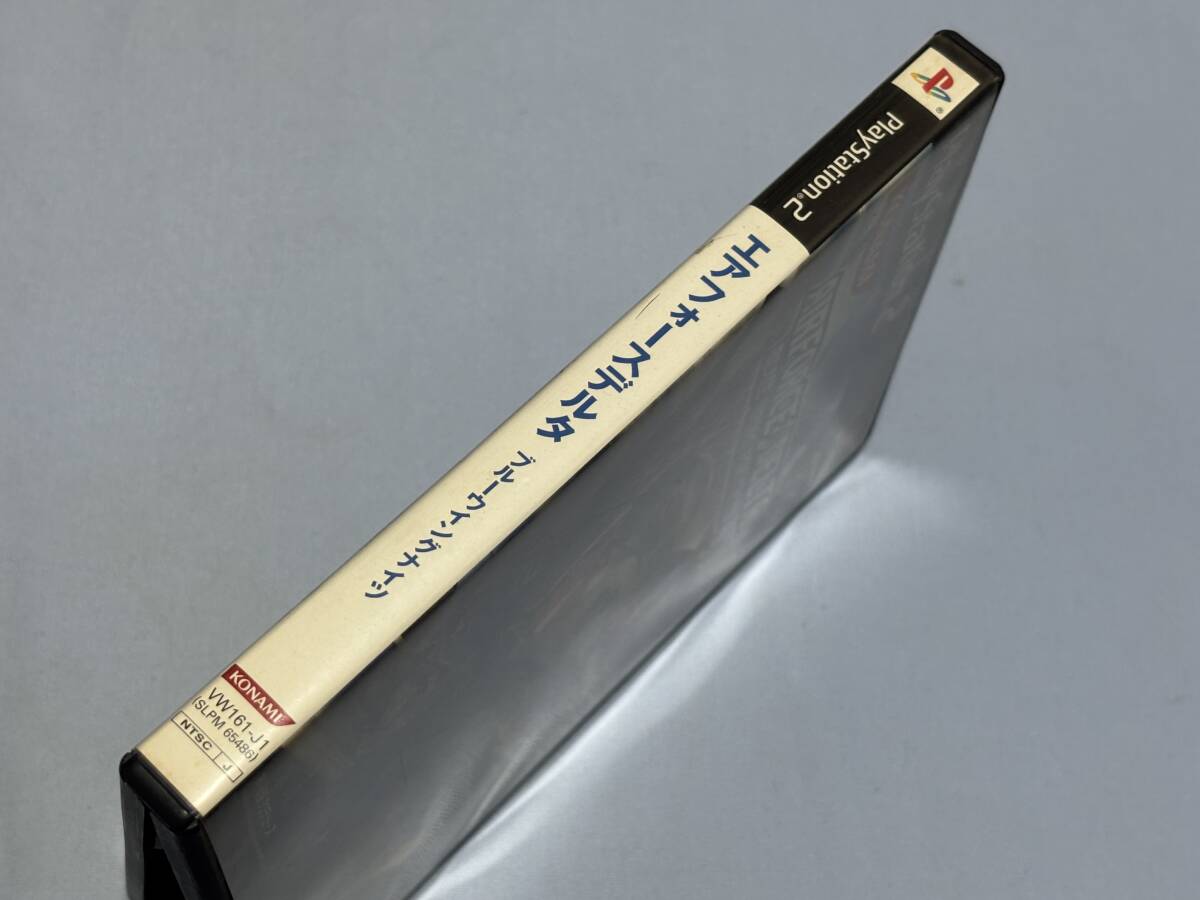 PlayStation®2
エアフォースデルタ
ブルーウイングナイツ
KONAMI
VW161-J1
(SLPM 65486)
NTSC J